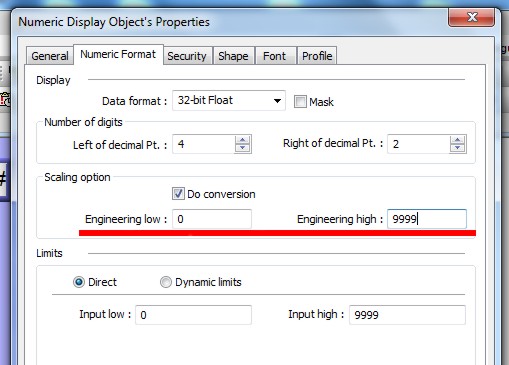 Numeric Display Object's Properties
General Numeric Format Security Shape Font Profile
Display
Data format : 32-bit Float Mask
Number of digits
Left of decimal Pt. : 4 Right of decimal Pt. : 2
Scaling option
Do conversion
Engineering low : 0 Engineering high : 9999
Limits
Direct Dynamic limits
Input low : 0 Input high : 9999
#